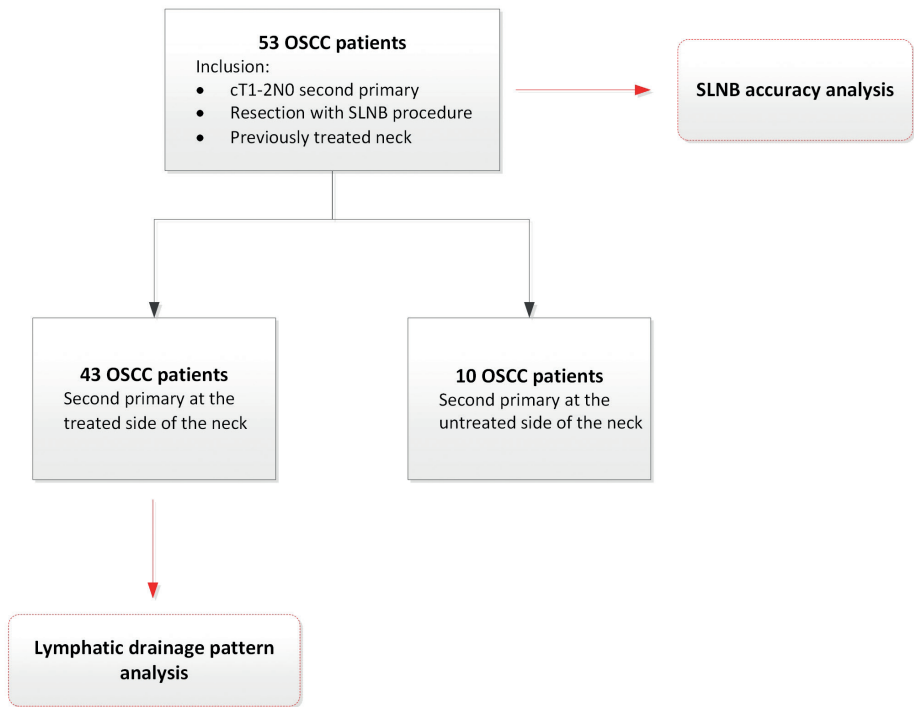 53 OSCC patients
Inclusion:
● cT1-2N0 second primary
● Resection with SLNB procedure
● Previously treated neck
SLNB accuracy analysis
43 OSCC patients
Second primary at the
treated side of the neck
10 OSCC patients
Second primary at the
untreated side of the neck
Lymphatic drainage pattern
analysis